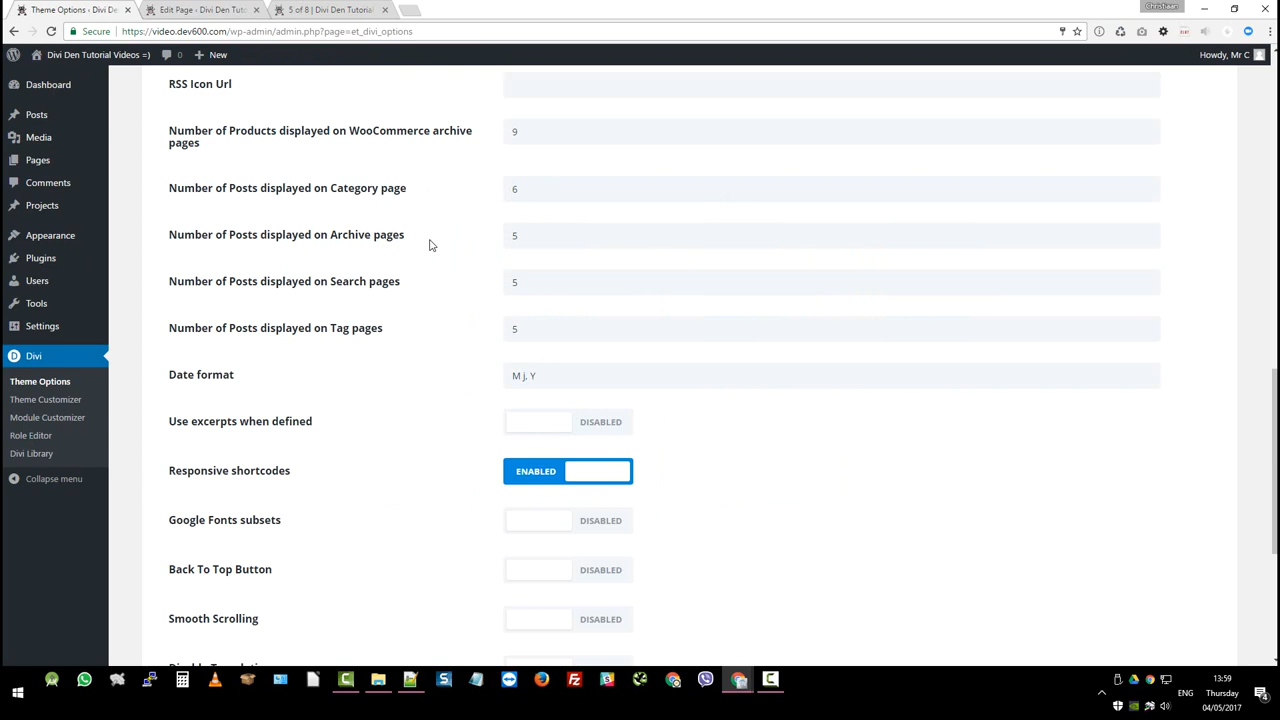 Christiaan
Theme Options ‹ Divi De
Edit Page ‹ Divi Den Tuto
5 of 8 | Divi Den Tutorial
Secure
https://video.dev600.com/wp-admin/admin.php?page=et_divi_options
Divi Den Tutorial Videos =)
0
New
Howdy, Mr C
Dashboard
Posts
Media
Pages
Comments
Projects
Appearance
Plugins
Users
Tools
Settings
Divi
Theme Options
Theme Customizer
Module Customizer
Role Editor
Divi Library
Collapse menu
RSS Icon Url
Number of Products displayed on WooCommerce archive
pages
9
Number of Posts displayed on Category page
6
Number of Posts displayed on Archive pages
5
Number of Posts displayed on Search pages
5
Number of Posts displayed on Tag pages
5
Date format
M j, Y
Use excerpts when defined
DISABLED
Responsive shortcodes
ENABLED
Google Fonts subsets
DISABLED
Back To Top Button
DISABLED
Smooth Scrolling
DISABLED
ENG
13:59
Thursday
04/05/2017
4